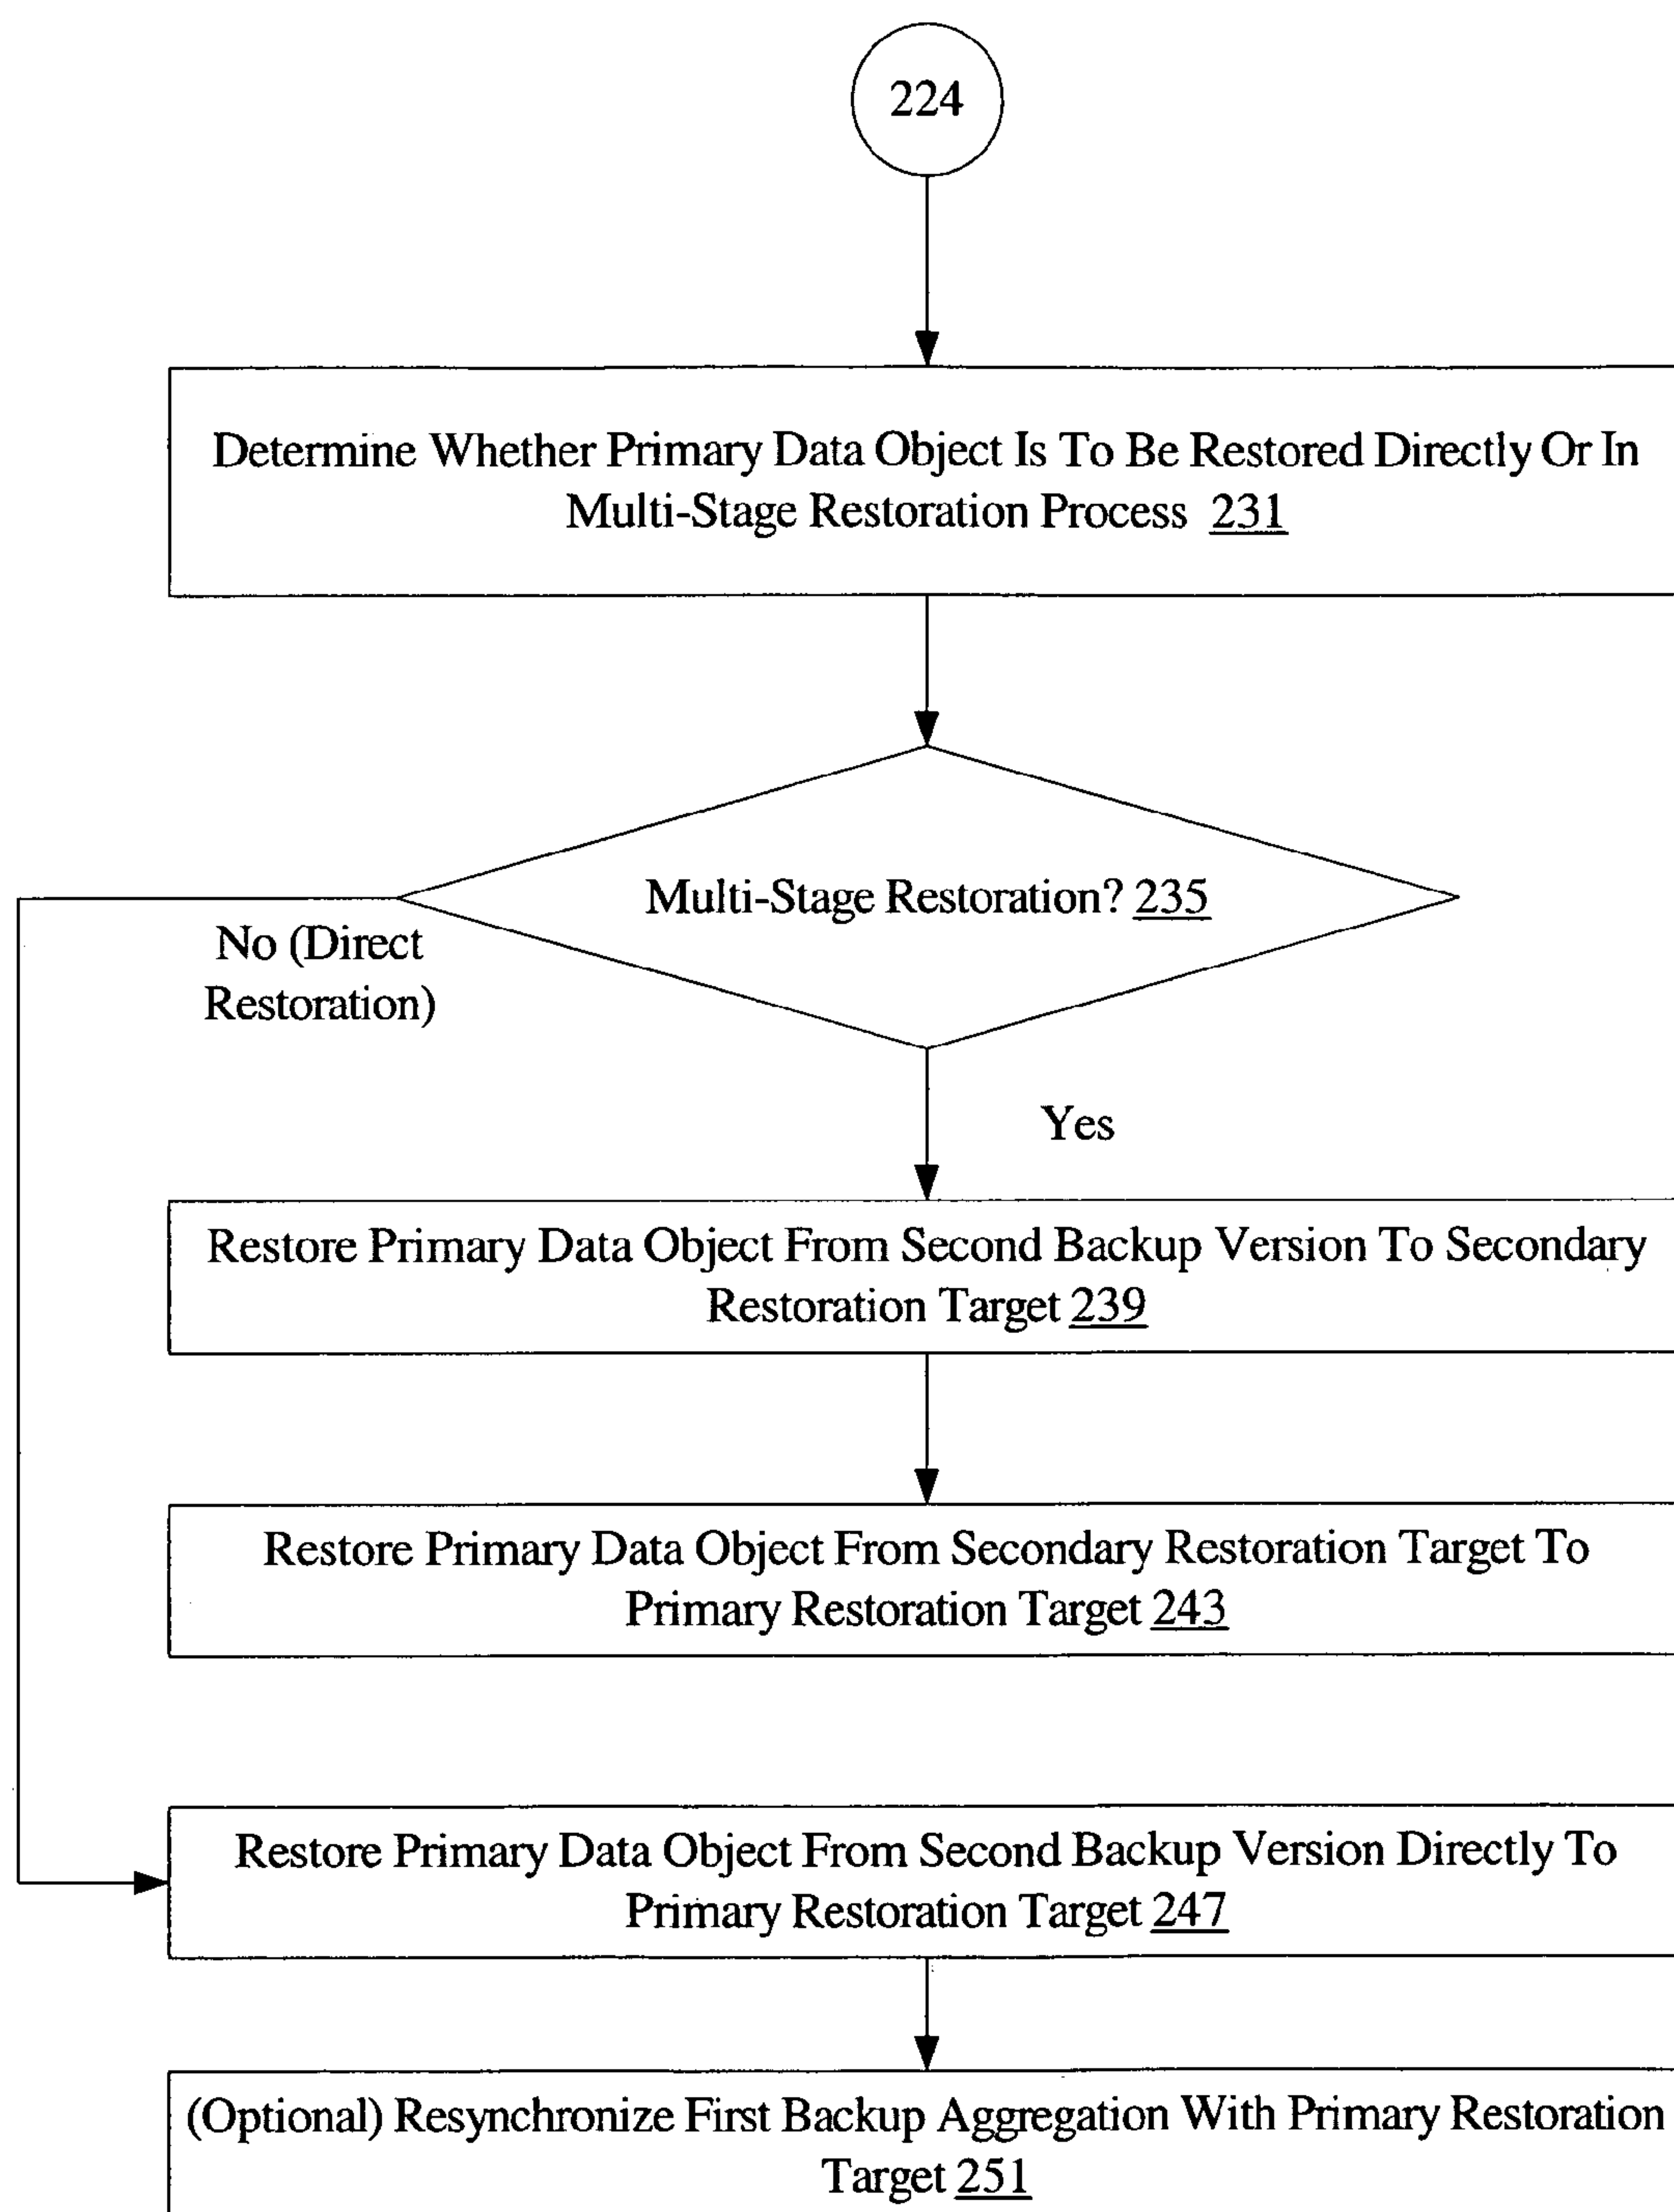 224
Determine Whether Primary Data Object Is To Be Restored Directly Or In
Multi-Stage Restoration Process 231
Multi-Stage Restoration? 235
No (Direct
Restoration)
Yes
Restore Primary Data Object From Second Backup Version To Secondary
Restoration Target 239
Restore Primary Data Object From Secondary Restoration Target To
Primary Restoration Target 243
Restore Primary Data Object From Second Backup Version Directly To
Primary Restoration Target 247
(Optional) Resynchronize First Backup Aggregation With Primary Restoration
Target 251